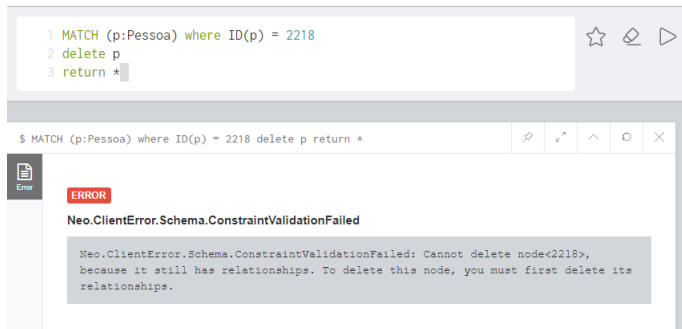 1 MATCH (p:Pessoa) where ID(p) = 2218
2 delete p
3 return *
$ MATCH (p:Pessoa) where ID(p) = 2218 delete p return *
Error
ERROR
Neo.ClientError.Schema.ConstraintValidationFailed
Neo.ClientError.Schema.ConstraintValidationFailed: Cannot delete node<2218>,
because it still has relationships. To delete this node, you must first delete its
relationships.